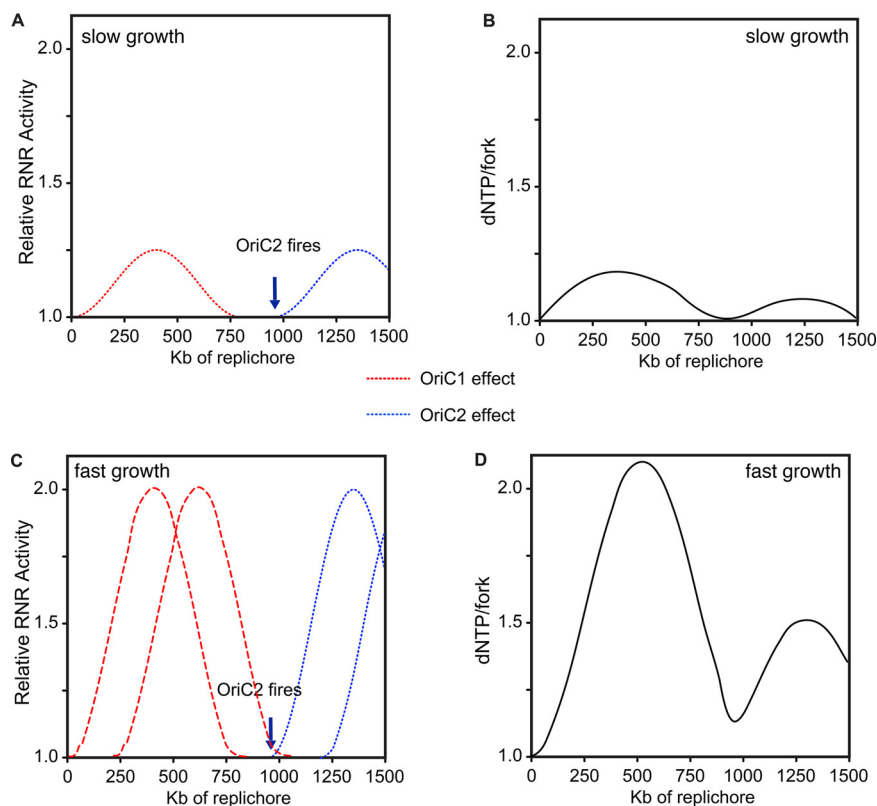 A
slow growth
2.0
1.5
1.0
Relative RNR Activity
OriC2 fires
0 250 500 750 1000 1250 1500
Kb of replichore
B
slow growth
2.0
1.5
1.0
dNTP/fork
0 250 500 750 1000 1250 1500
Kb of replichore
OriC1 effect
OriC2 effect
C
fast growth
2.0
1.5
1.0
Relative RNR Activity
OriC2 fires
0 250 500 750 1000 1250 1500
Kb of replichore
D
fast growth
2.0
1.5
1.0
dNTP/fork
0 250 500 750 1000 1250 1500
Kb of replichore